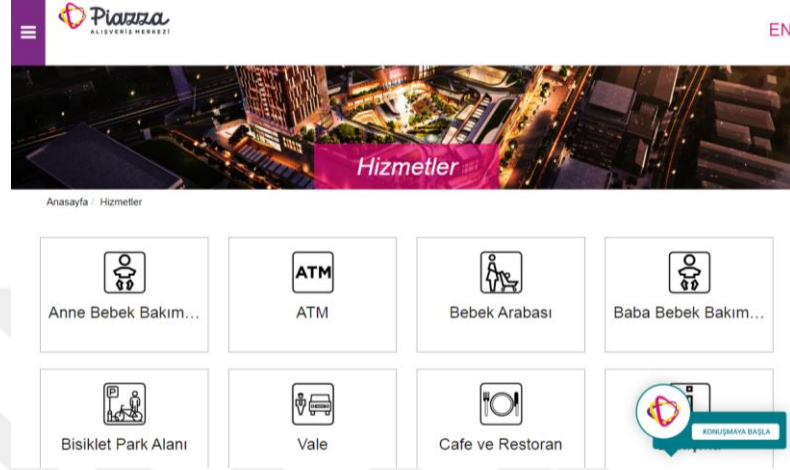 Piazza
ALIŞVERİŞ MERKEZİ
EN
Hizmetler
Anasayfa / Hizmetler
ATM
Anne Bebek Bakım...
ATM
Bebek Arabası
Baba Bebek Bakım...
P
Bisiklet Park Alanı
Vale
Cafe ve Restoran
KONUŞMAYA BAŞLA